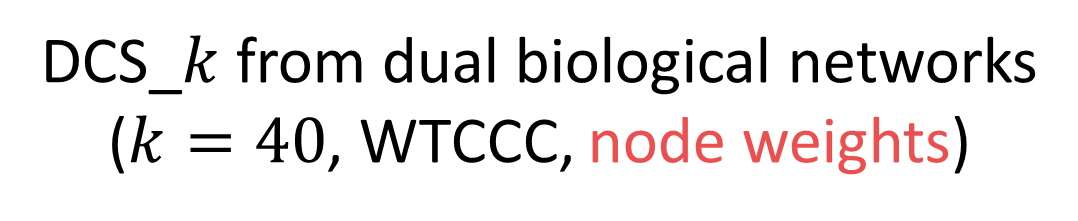 DCS_k from dual biological networks
(k = 40, WTCCC, node weights)